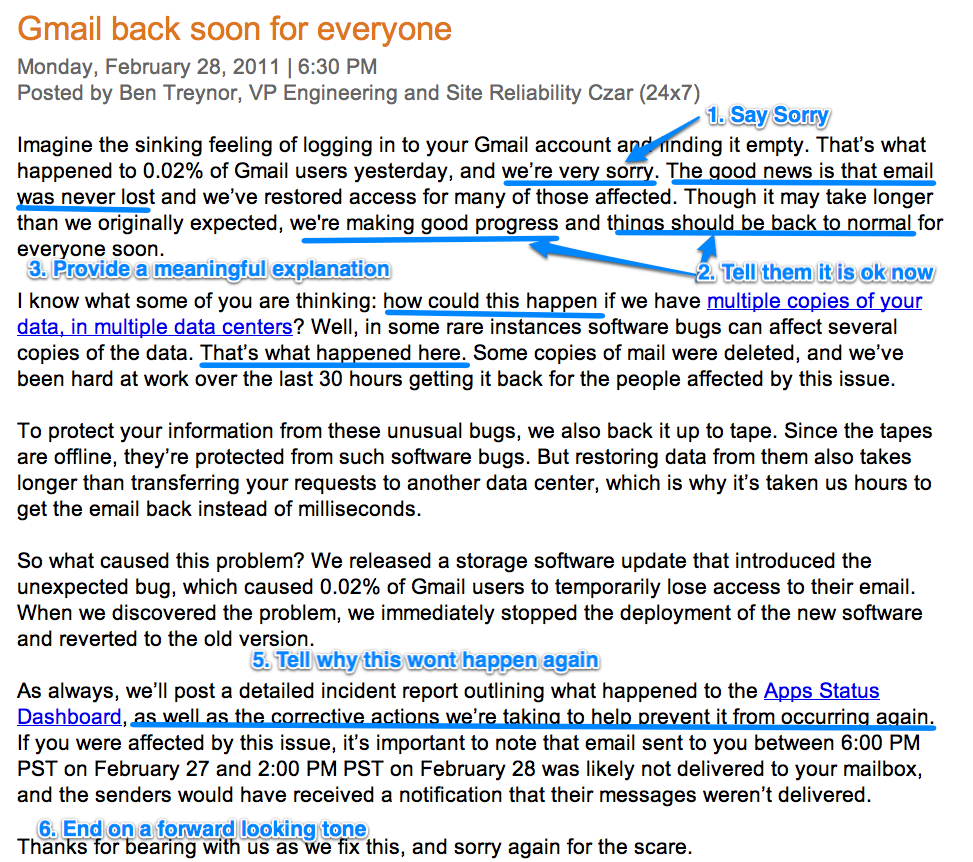 Gmail back soon for everyone
Monday, February 28, 2011 | 6:30 PM
Posted by Ben Treynor, VP Engineering and Site Reliability Czar (24x7)
1. Say Sorry
Imagine the sinking feeling of logging in to your Gmail account and finding it empty. That's what
happened to 0.02% of Gmail users yesterday, and we're very sorry. The good news is that email
was never lost and we've restored access for many of those affected. Though it may take longer
than we originally expected, we're making good progress and things should be back to normal for
everyone soon.
3. Provide a meaningful explanation
2. Tell them it is ok now
I know what some of you are thinking: how could this happen if we have multiple copies of your
data, in multiple data centers? Well, in some rare instances software bugs can affect several
copies of the data. That's what happened here. Some copies of mail were deleted, and we've
been hard at work over the last 30 hours getting it back for the people affected by this issue.
To protect your information from these unusual bugs, we also back it up to tape. Since the tapes
are offline, they're protected from such software bugs. But restoring data from them also takes
longer than transferring your requests to another data center, which is why it's taken us hours to
get the email back instead of milliseconds.
So what caused this problem? We released a storage software update that introduced the
unexpected bug, which caused 0.02% of Gmail users to temporarily lose access to their email.
When we discovered the problem, we immediately stopped the deployment of the new software
and reverted to the old version.
5. Tell why this wont happen again
As always, we'll post a detailed incident report outlining what happened to the Apps Status
Dashboard, as well as the corrective actions we're taking to help prevent it from occurring again.
If you were affected by this issue, it's important to note that email sent to you between 6:00 PM
PST on February 27 and 2:00 PM PST on February 28 was likely not delivered to your mailbox,
and the senders would have received a notification that their messages weren't delivered.
6. End on a forward looking tone
Thanks for bearing with us as we fix this, and sorry again for the scare.